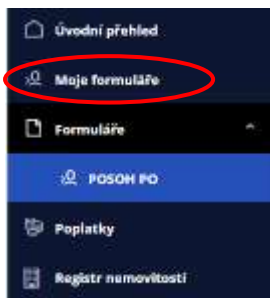 Úvodní přehled
Moje formuláře
Formuláře
POSOH PO
Poplatky
Registr nemovitostí